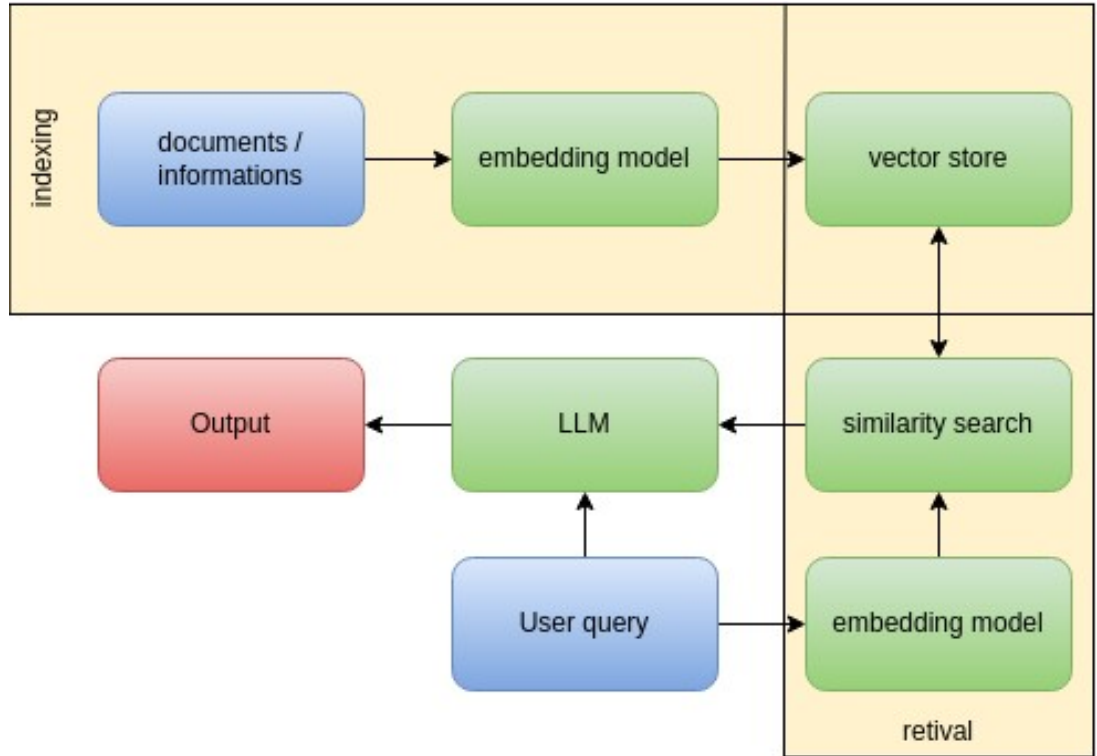 indexing
documents /
informations
embedding model
vector store
Output
LLM
similarity search
User query
embedding model
retival